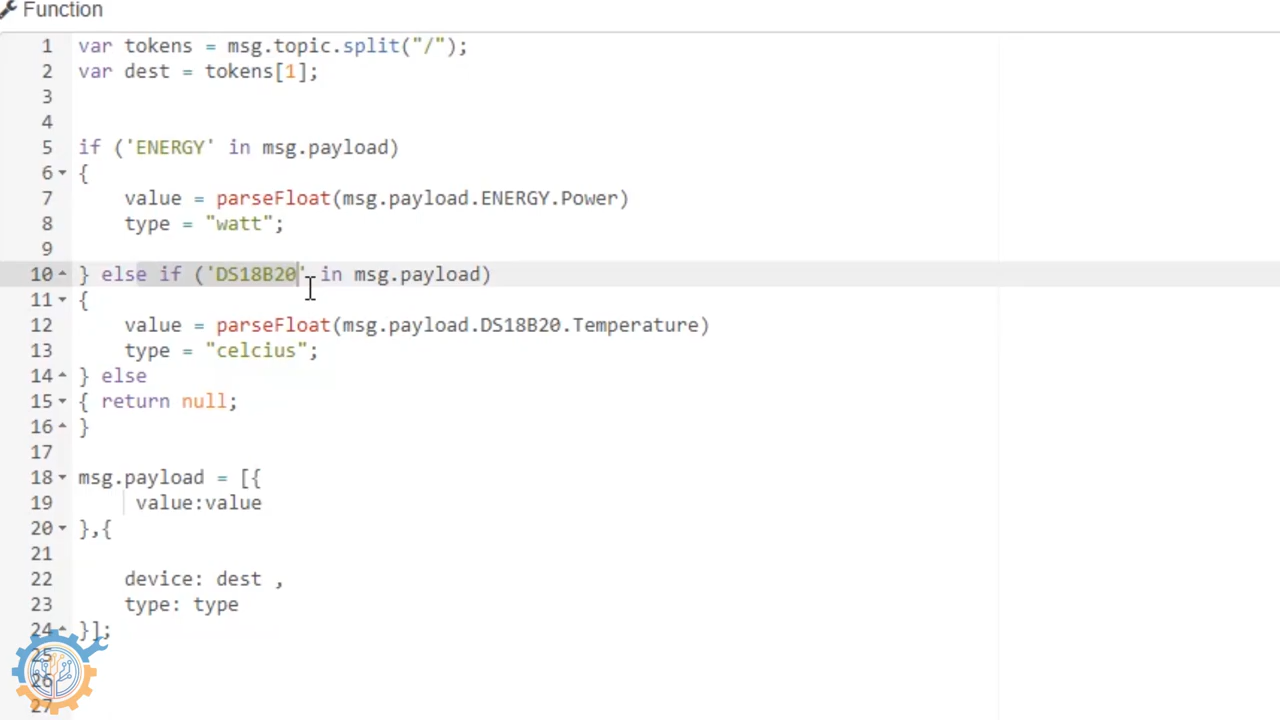 Function
1 var tokens = msg.topic.split("/");
2 var dest = tokens[1];
3
4
5 if ('ENERGY' in msg.payload)
6 {
7 value = parseFloat(msg.payload.ENERGY.Power)
8 type = "watt";
9
10 } else if ('DS18B20' in msg.payload)
11 {
12 value = parseFloat(msg.payload.DS18B20.Temperature)
13 type = "celcius";
14 } else
15 { return null;
16 }
17
18 msg.payload = [{
19 value:value
20 },{
21
22 device: dest ,
23 type: type
24 }];
25
26
27